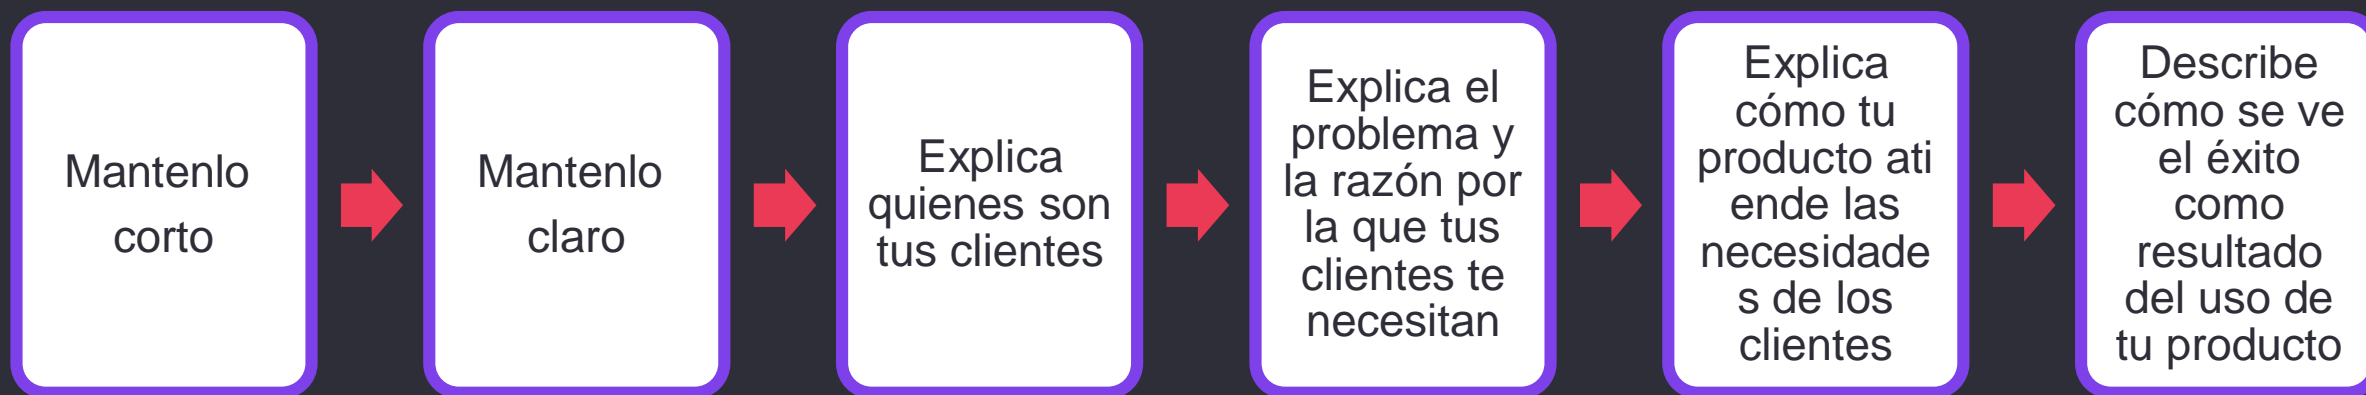 Mantenlo
corto
Mantenlo
claro
Explica
quienes son
tus clientes
Explica el
problema y
la razón por
la que tus
clientes te
necesitan
Explica
cómo tu
producto ati
ende las
necesidade
s de los
clientes
Describe
cómo se ve
el éxito
como
resultado
del uso de
tu producto